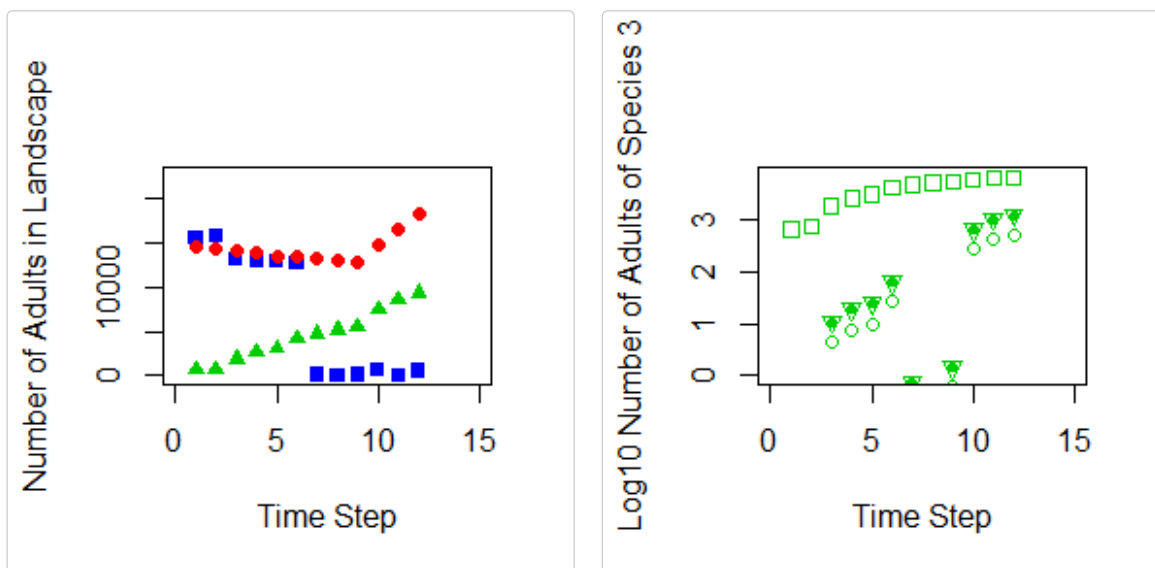 Number of Adults in Landscape
10000
0
0 5 10 15
Time Step
Log10 Number of Adults of Species 3
3
2
1
0
0 5 10 15
Time Step